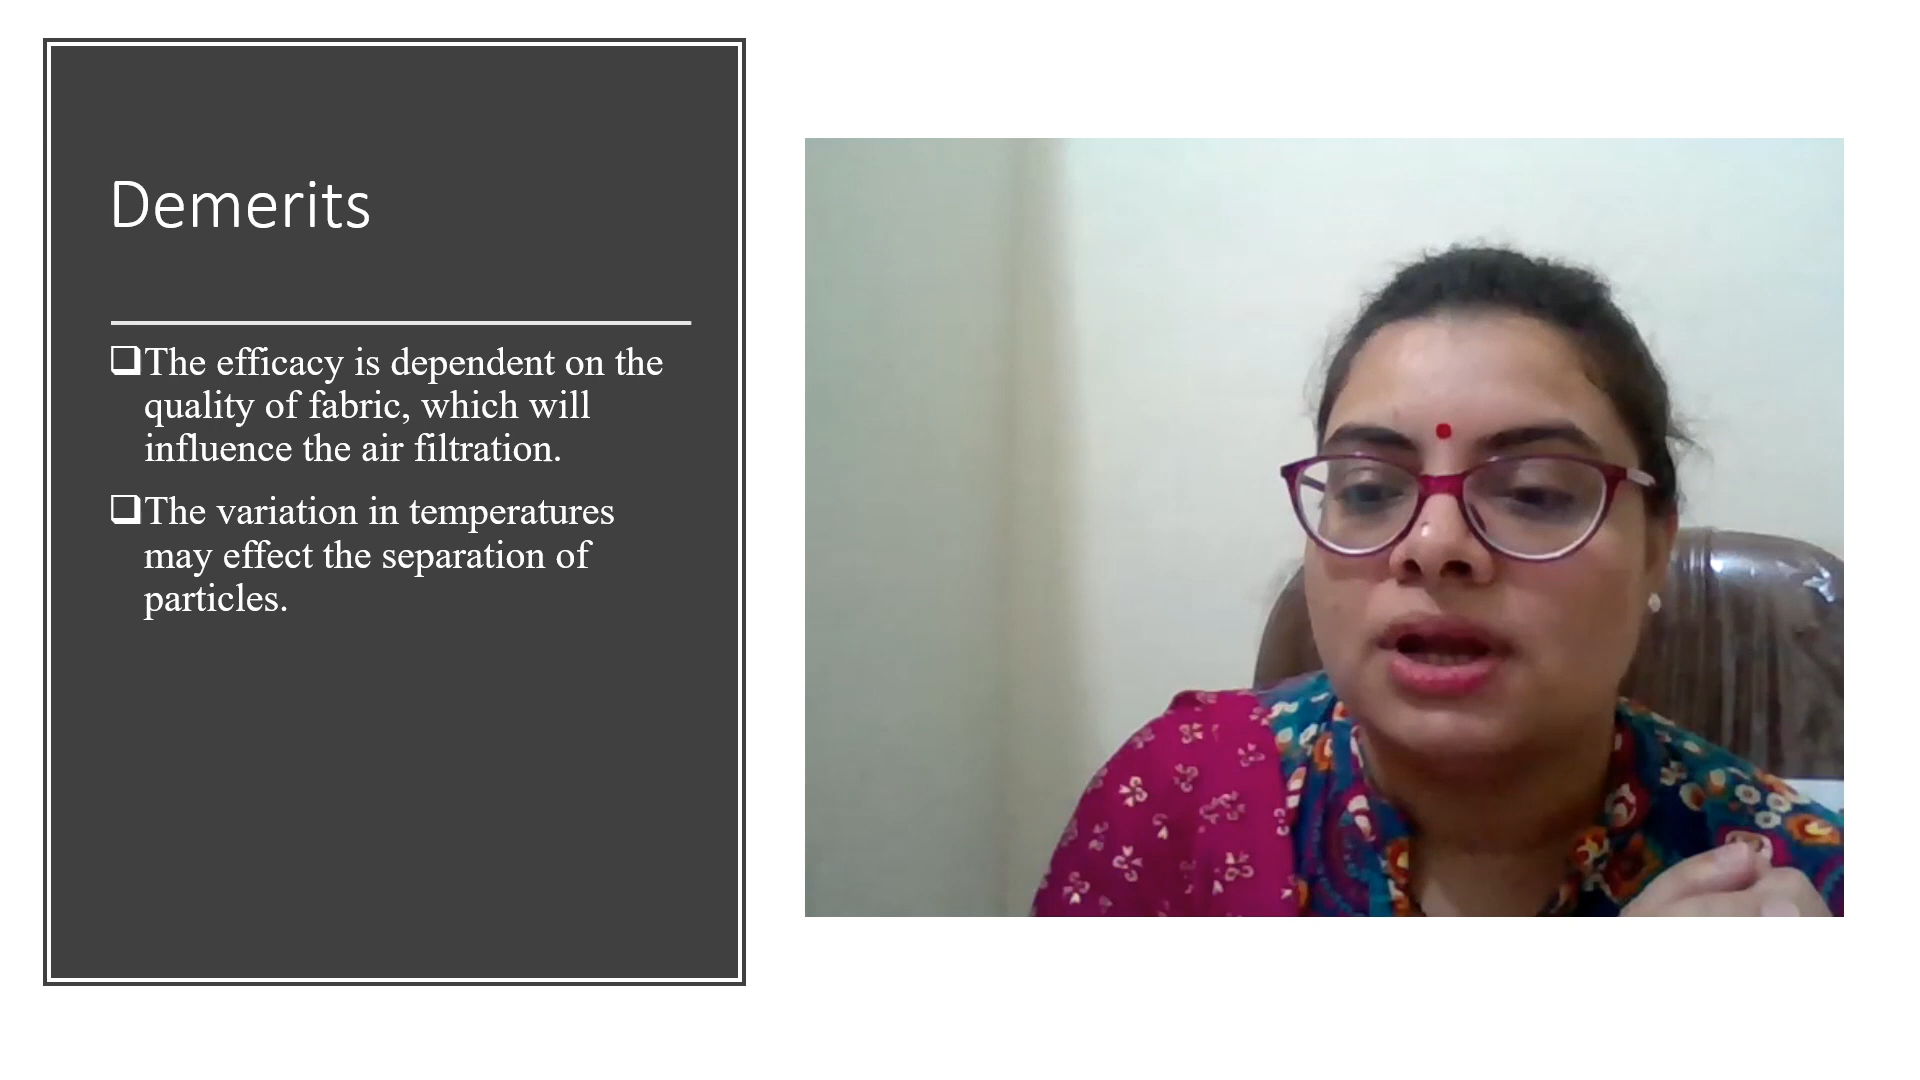 Demerits
❑The efficacy is dependent on the
quality of fabric, which will
influence the air filtration.
❑The variation in temperatures
may effect the separation of
particles.